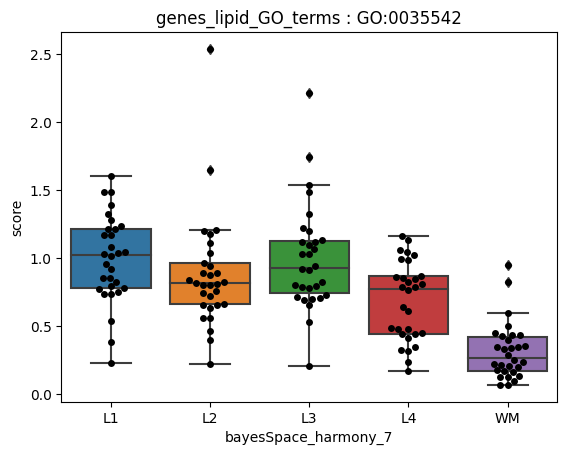 genes_lipid_GO_terms : GO:0035542
score
2.5
2.0
1.5
1.0
0.5
0.0
L1 L2 L3 L4 WM
bayesSpace_harmony_7